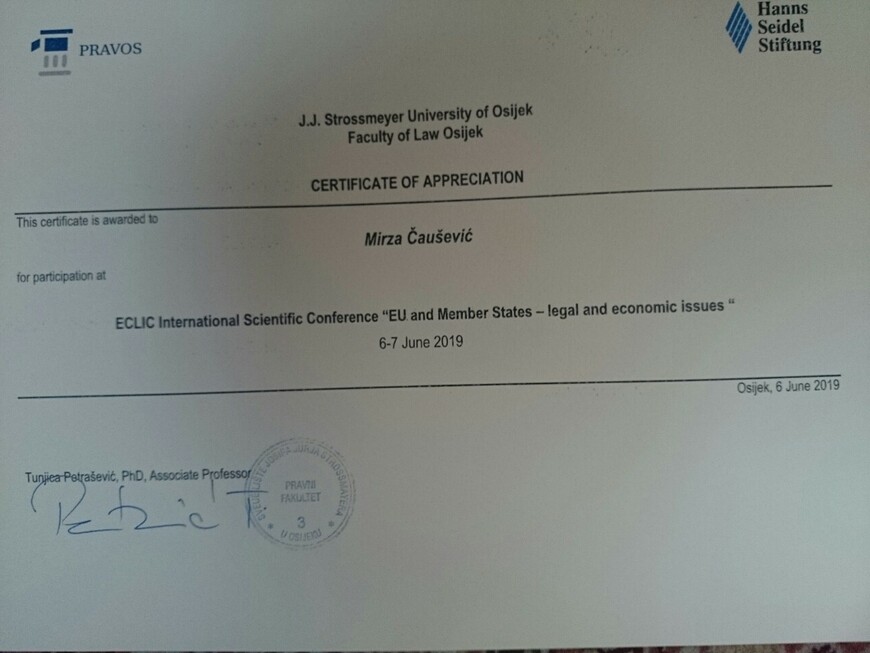 PRAVOS
Hanns
Seidel
Stiftung
J.J. Strossmeyer University of Osijek
Faculty of Law Osijek
CERTIFICATE OF APPRECIATION
This certificate is awarded to
Mirza Čaušević
for participation at
ECLIC International Scientific Conference “EU and Member States – legal and economic issues “
6-7 June 2019
Osijek, 6 June 2019
Tunjica Petrašević, PhD, Associate Professor
PRAVNI
FAKULTET
3
U OSIJEKU